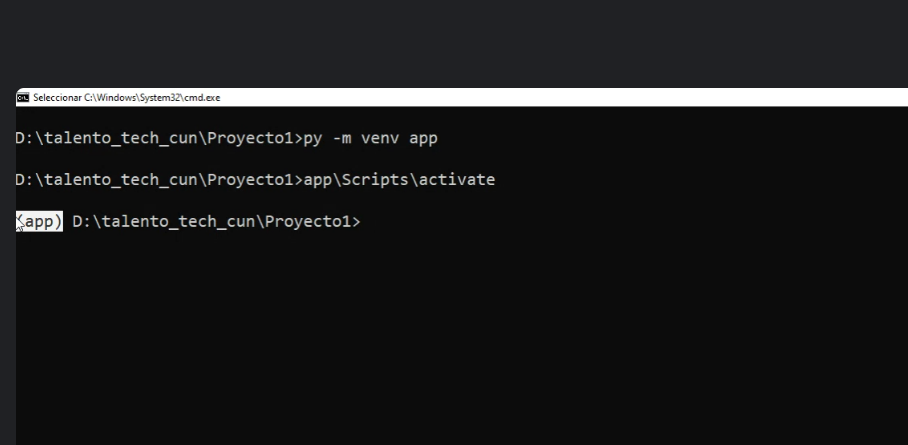 Seleccionar C:\Windows\System32\cmd.exe
D:\talento_tech_cun\Proyecto1>py -m venv app
D:\talento_tech_cun\Proyecto1>app\Scripts\activate
(app) D:\talento_tech_cun\Proyecto1>